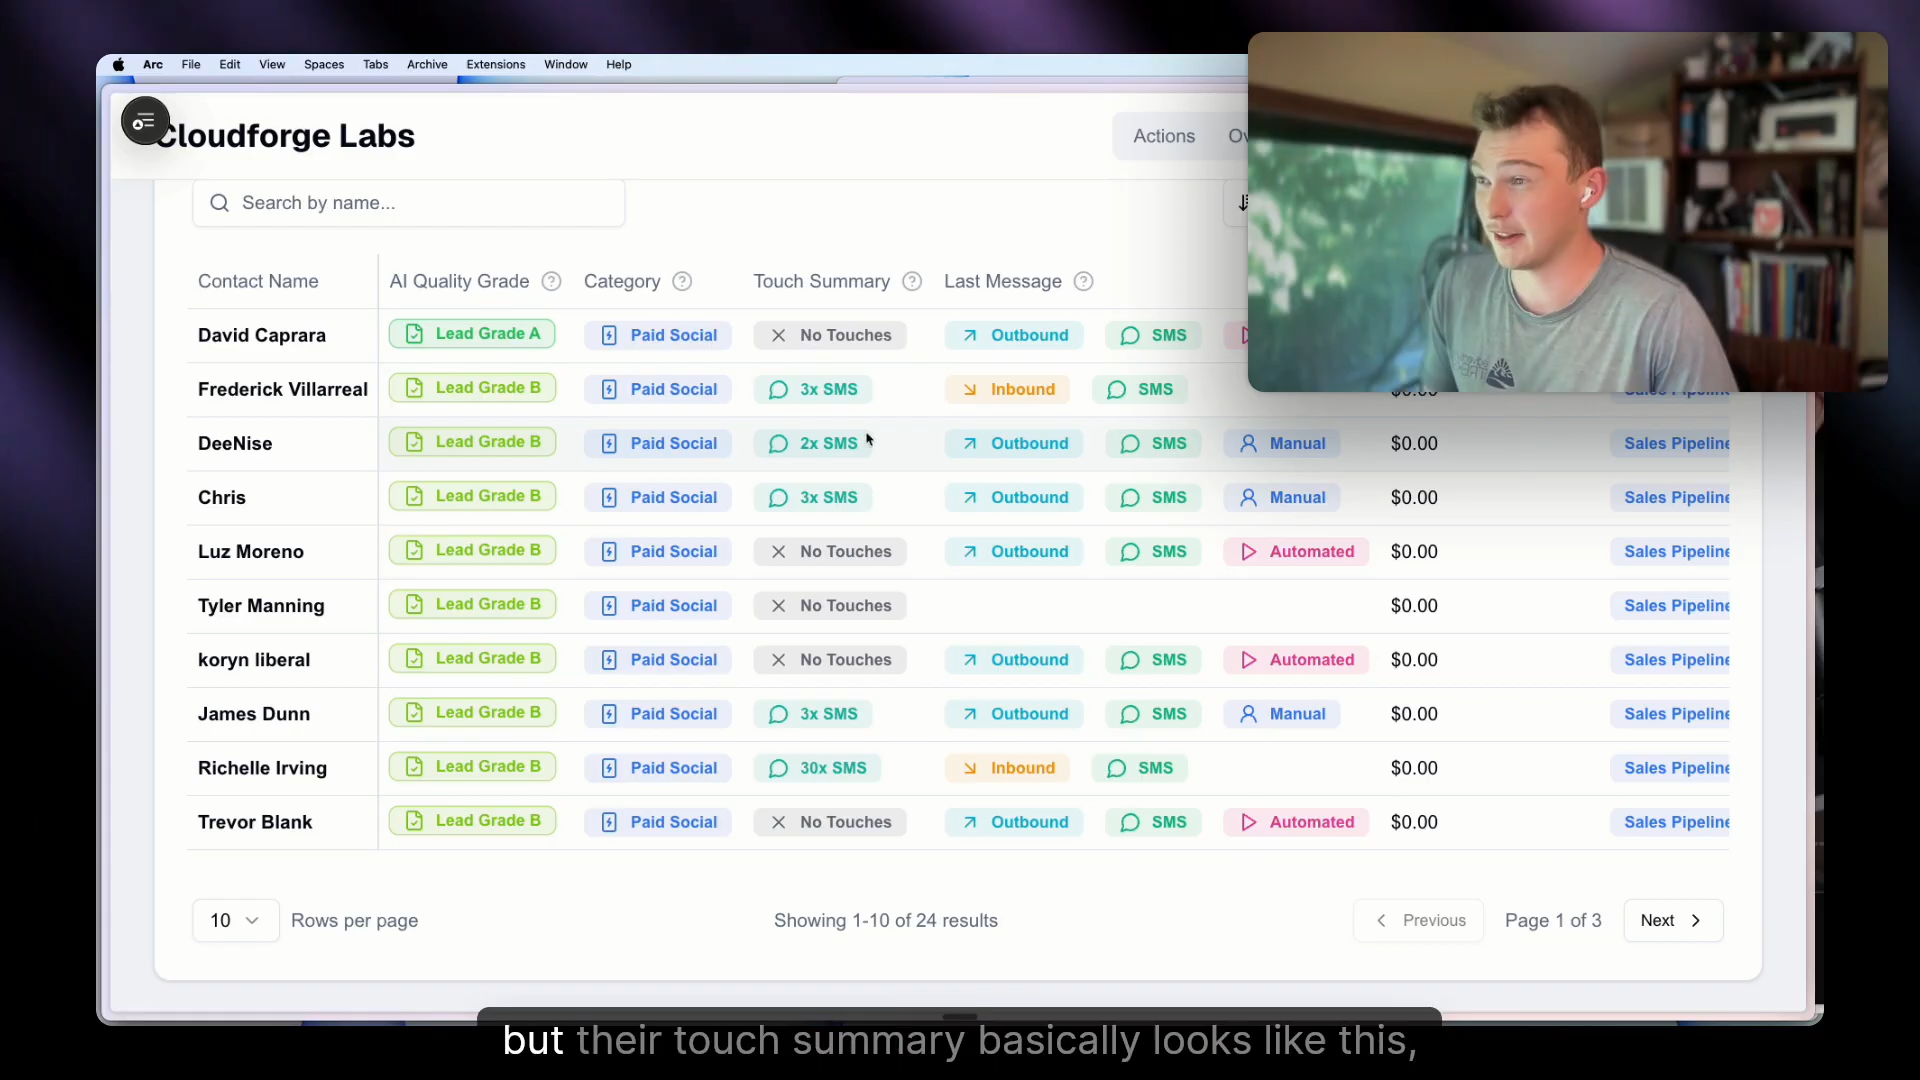 Arc File Edit View Spaces Tabs Archive Extensions Window Help
Cloudforge Labs
Actions
Search by name...
Contact Name AI Quality Grade ? Category ? Touch Summary ? Last Message ?
David Caprara Lead Grade A Paid Social No Touches Outbound SMS
Frederick Villarreal Lead Grade B Paid Social 3x SMS Inbound SMS $0.00 Sales Pipeline
DeeNise Lead Grade B Paid Social 2x SMS Outbound SMS Manual $0.00 Sales Pipeline
Chris Lead Grade B Paid Social 3x SMS Outbound SMS Manual $0.00 Sales Pipeline
Luz Moreno Lead Grade B Paid Social No Touches Outbound SMS Automated $0.00 Sales Pipeline
Tyler Manning Lead Grade B Paid Social No Touches $0.00 Sales Pipeline
koryn liberal Lead Grade B Paid Social No Touches Outbound SMS Automated $0.00 Sales Pipeline
James Dunn Lead Grade B Paid Social 3x SMS Outbound SMS Manual $0.00 Sales Pipeline
Richelle Irving Lead Grade B Paid Social 30x SMS Inbound SMS $0.00 Sales Pipeline
Trevor Blank Lead Grade B Paid Social No Touches Outbound SMS Automated $0.00 Sales Pipeline
10 Rows per page Showing 1-10 of 24 results Previous Page 1 of 3 Next
but their touch summary basically looks like this,